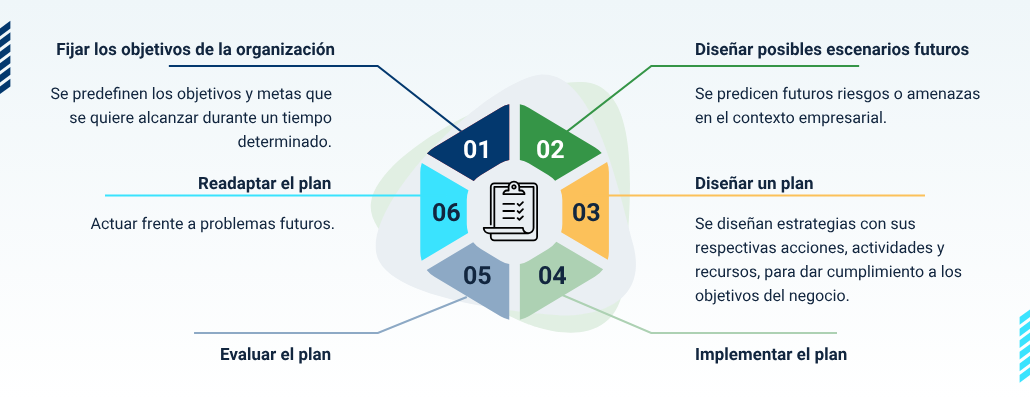 Fijar los objetivos de la organización
Se predefinen los objetivos y metas que
se quiere alcanzar durante un tiempo
determinado.
01
Diseñar posibles escenarios futuros
Se predicen futuros riesgos o amenazas
en el contexto empresarial.
02
Diseñar un plan
Se diseñan estrategias con sus
respectivas acciones, actividades y
recursos, para dar cumplimiento a los
objetivos del negocio.
03
Implementar el plan
04
Evaluar el plan
05
Readaptar el plan
Actuar frente a problemas futuros.
06